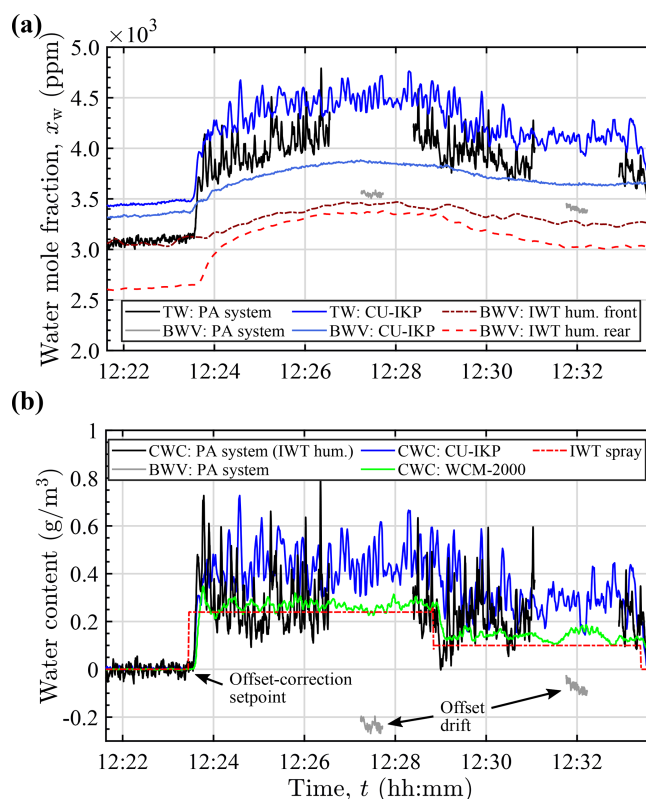 (a)
×10³
Water mole fraction, x_w (ppm)
5.0
4.5
4.0
3.5
3.0
2.5
2.0
TW: PA system TW: CU-IKP BWV: IWT hum. front
BWV: PA system BWV: CU-IKP BWV: IWT hum. rear
12:22 12:24 12:26 12:28 12:30 12:32
(b)
Water content (g/m³)
1
0.8
0.6
0.4
0.2
0
-0.2
CWC: PA system (IWT hum.) CWC: CU-IKP IWT spray
BWV: PA system CWC: WCM-2000
Offset-correction
setpoint
Offset
drift
12:22 12:24 12:26 12:28 12:30 12:32
Time, t (hh:mm)